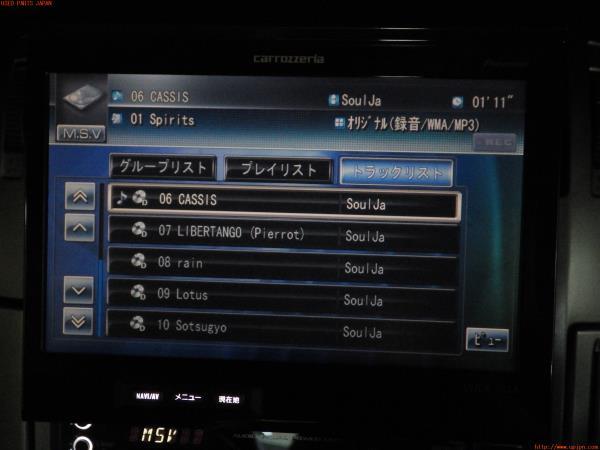 USED PARTS JAPAN
carrozzeria
Pioneer
06 CASSIS SoulJa 01'11"
01 Spirits オリジナル(録音/WMA/MP3)
M.S.V REC
グループリスト プレイリスト トラックリスト
06 CASSIS SoulJa
07 LIBERTANGO (Pierrot) SoulJa
08 rain SoulJa
09 Lotus SoulJa
10 Sotsugyo SoulJa
ビュー
NAVI/AV メニュー 現在地
MSV
http://www.upjpn.com